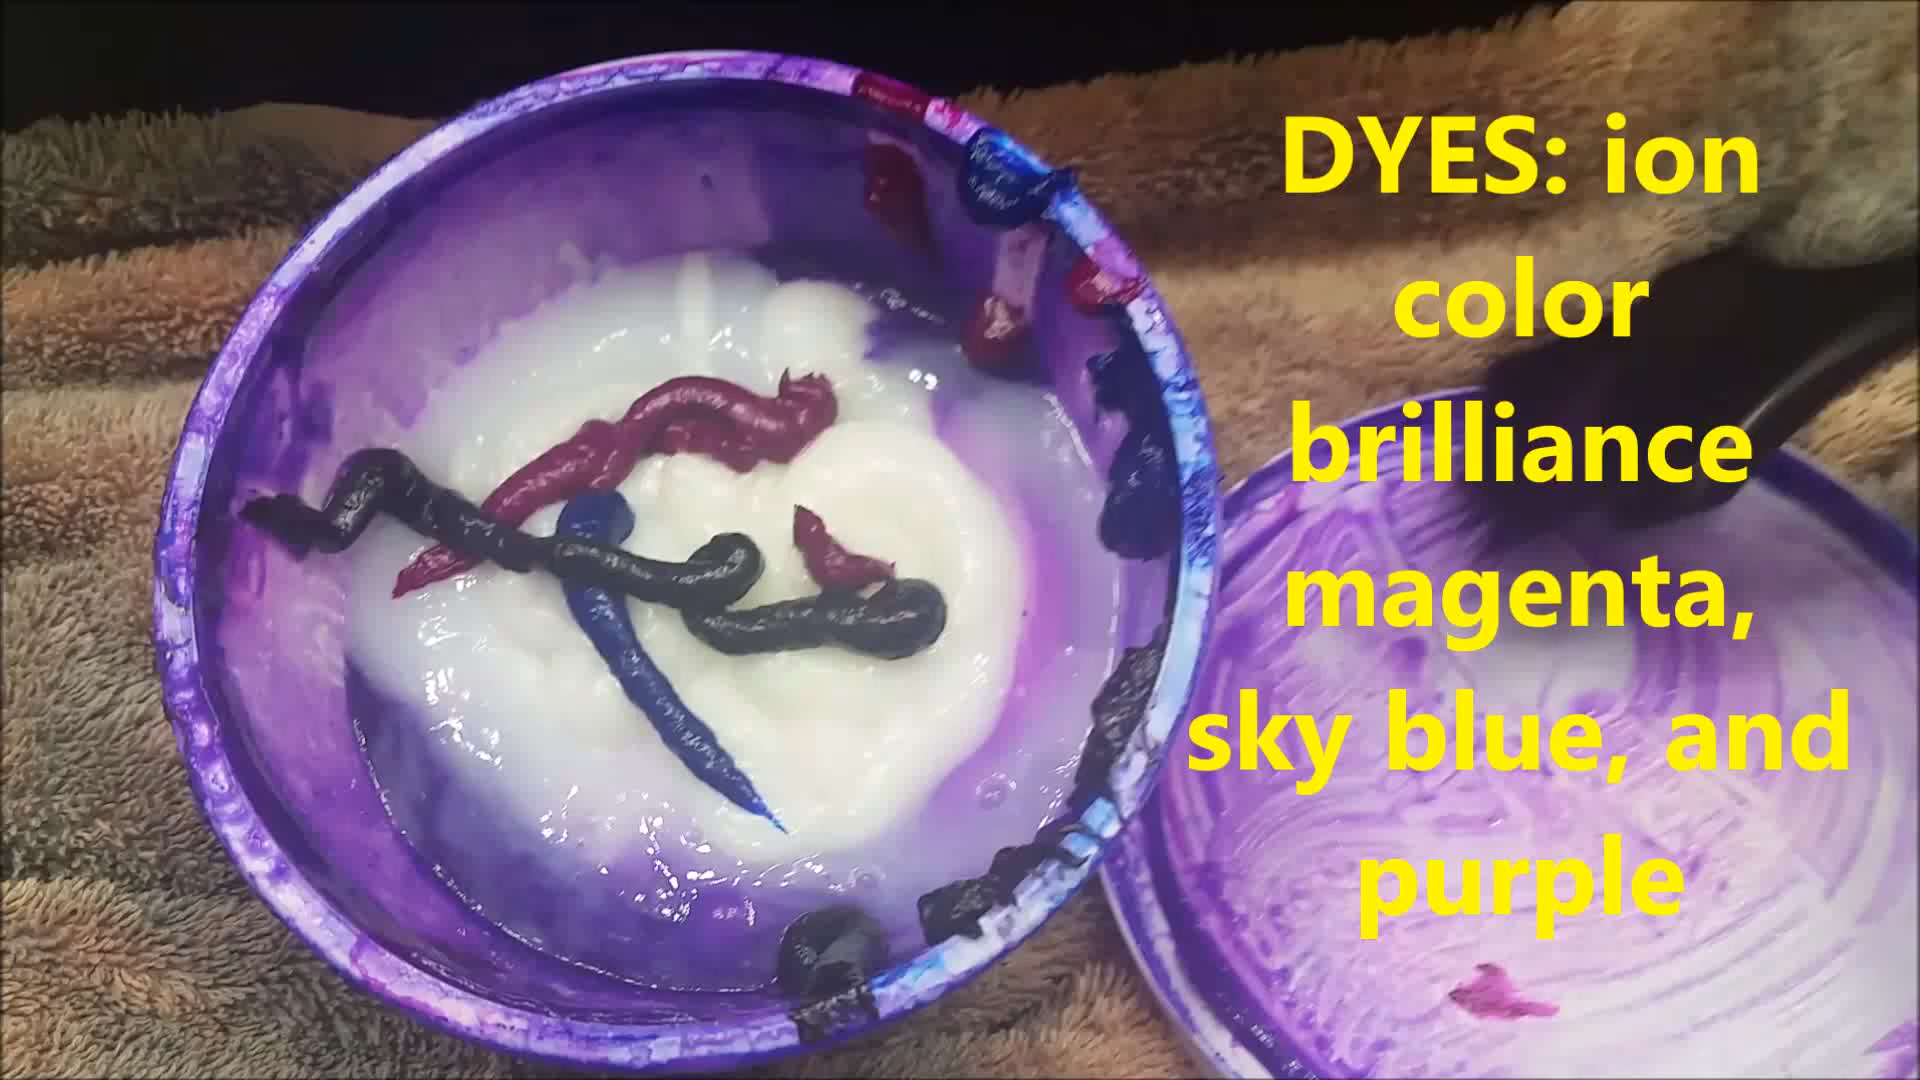 DYES: ion
color
brilliance
magenta,
sky blue, and
purple